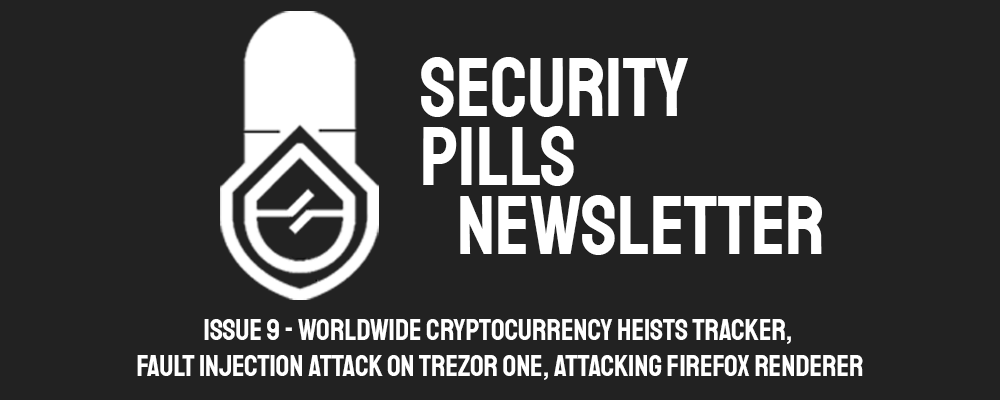 SECURITY
PILLS
NEWSLETTER
ISSUE 9 - WORLDWIDE CRYPTOCURRENCY HEISTS TRACKER,
FAULT INJECTION ATTACK ON TREZOR ONE, ATTACKING FIREFOX RENDERER